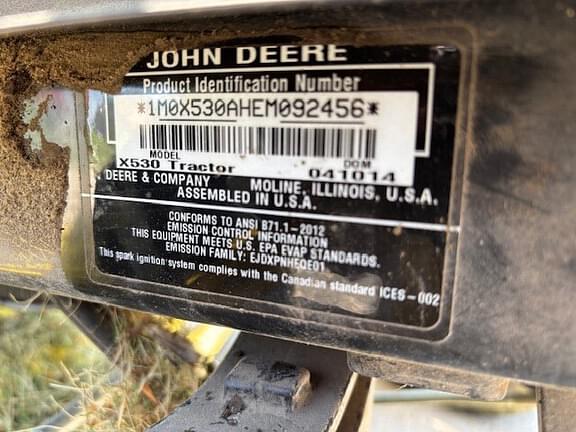 JOHN DEERE
Product Identification Number
*1M0X530AHEM092456*
MODEL DOM
X530 Tractor 041014
DEERE & COMPANY MOLINE, ILLINOIS, U.S.A.
ASSEMBLED IN U.S.A.
CONFORMS TO ANSI B71.1-2012
EMISSION CONTROL INFORMATION
THIS EQUIPMENT MEETS U.S. EPA EVAP STANDARDS.
EMISSION FAMILY: EJDXPNHEQE01
This spark ignition system complies with the Canadian standard ICES-002